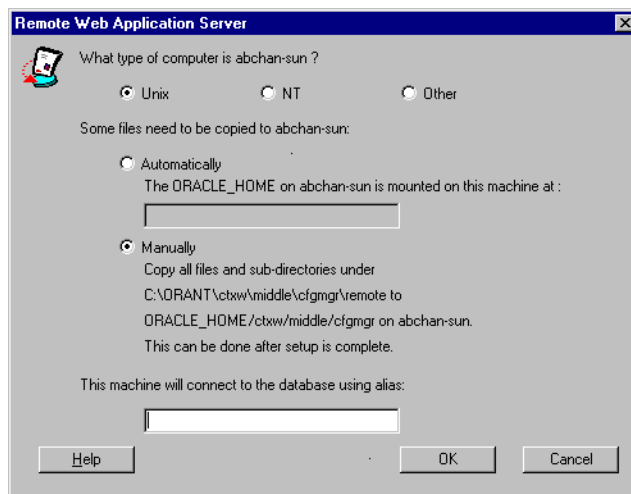 Remote Web Application Server
What type of computer is abchan-sun ?
Unix NT Other
Some files need to be copied to abchan-sun:
Automatically
The ORACLE_HOME on abchan-sun is mounted on this machine at :
Manually
Copy all files and sub-directories under
C:\ORANT\ctxw\middle\cfgmgr\remote to
ORACLE_HOME/ctxw/middle/cfgmgr on abchan-sun.
This can be done after setup is complete.
This machine will connect to the database using alias:
Help OK Cancel